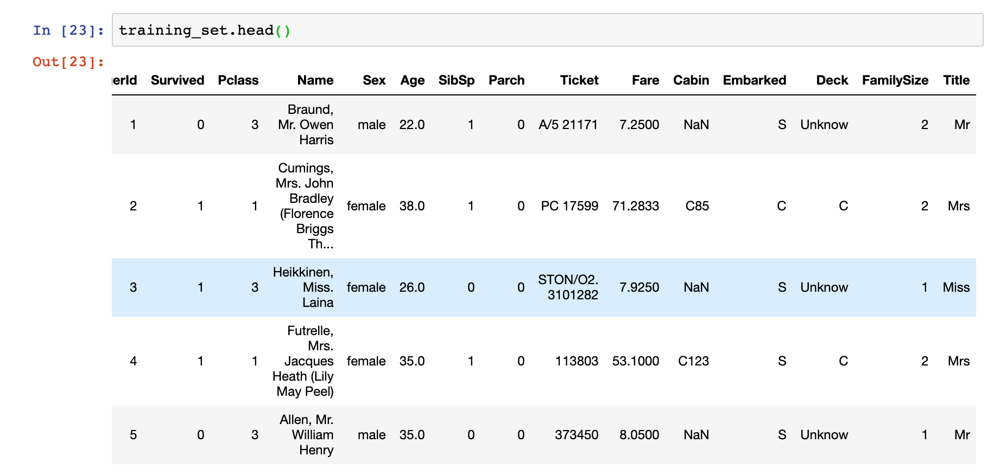 In [23]: training_set.head()
Out[23]:
gerId Survived Pclass Name Sex Age SibSp Parch Ticket Fare Cabin Embarked Deck FamilySize Title
1 0 3 Braund, Mr. Owen Harris male 22.0 1 0 A/5 21171 7.2500 NaN S Unknow 2 Mr
2 1 1 Cumings, Mrs. John Bradley (Florence Briggs Th... female 38.0 1 0 PC 17599 71.2833 C85 C C 2 Mrs
3 1 3 Heikkinen, Miss. Laina female 26.0 0 0 STON/O2. 3101282 7.9250 NaN S Unknow 1 Miss
4 1 1 Futrelle, Mrs. Jacques Heath (Lily May Peel) female 35.0 1 0 113803 53.1000 C123 S C 2 Mrs
5 0 3 Allen, Mr. William Henry male 35.0 0 0 373450 8.0500 NaN S Unknow 1 Mr